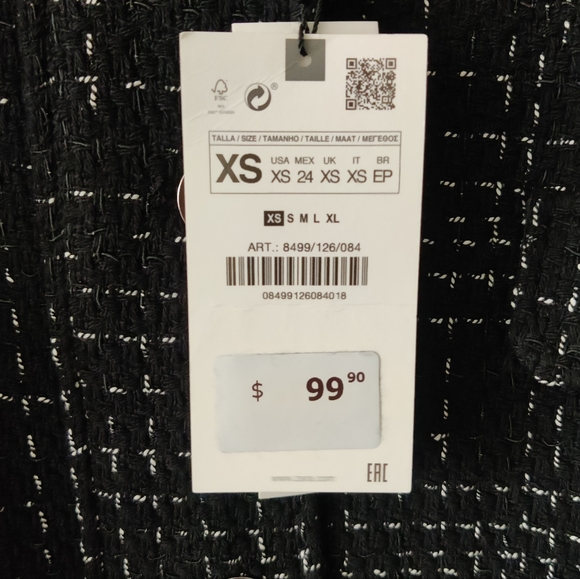 FSC
TALLA / SIZE / TAMANHO / TAILLE / MAAT / ΜΕΓΕΘΟΣ
XS USA MEX UK IT BR
XS 24 XS XS EP
XS S M L XL
ART.: 8499/126/084
08499126084018
$ 99 90
EAC